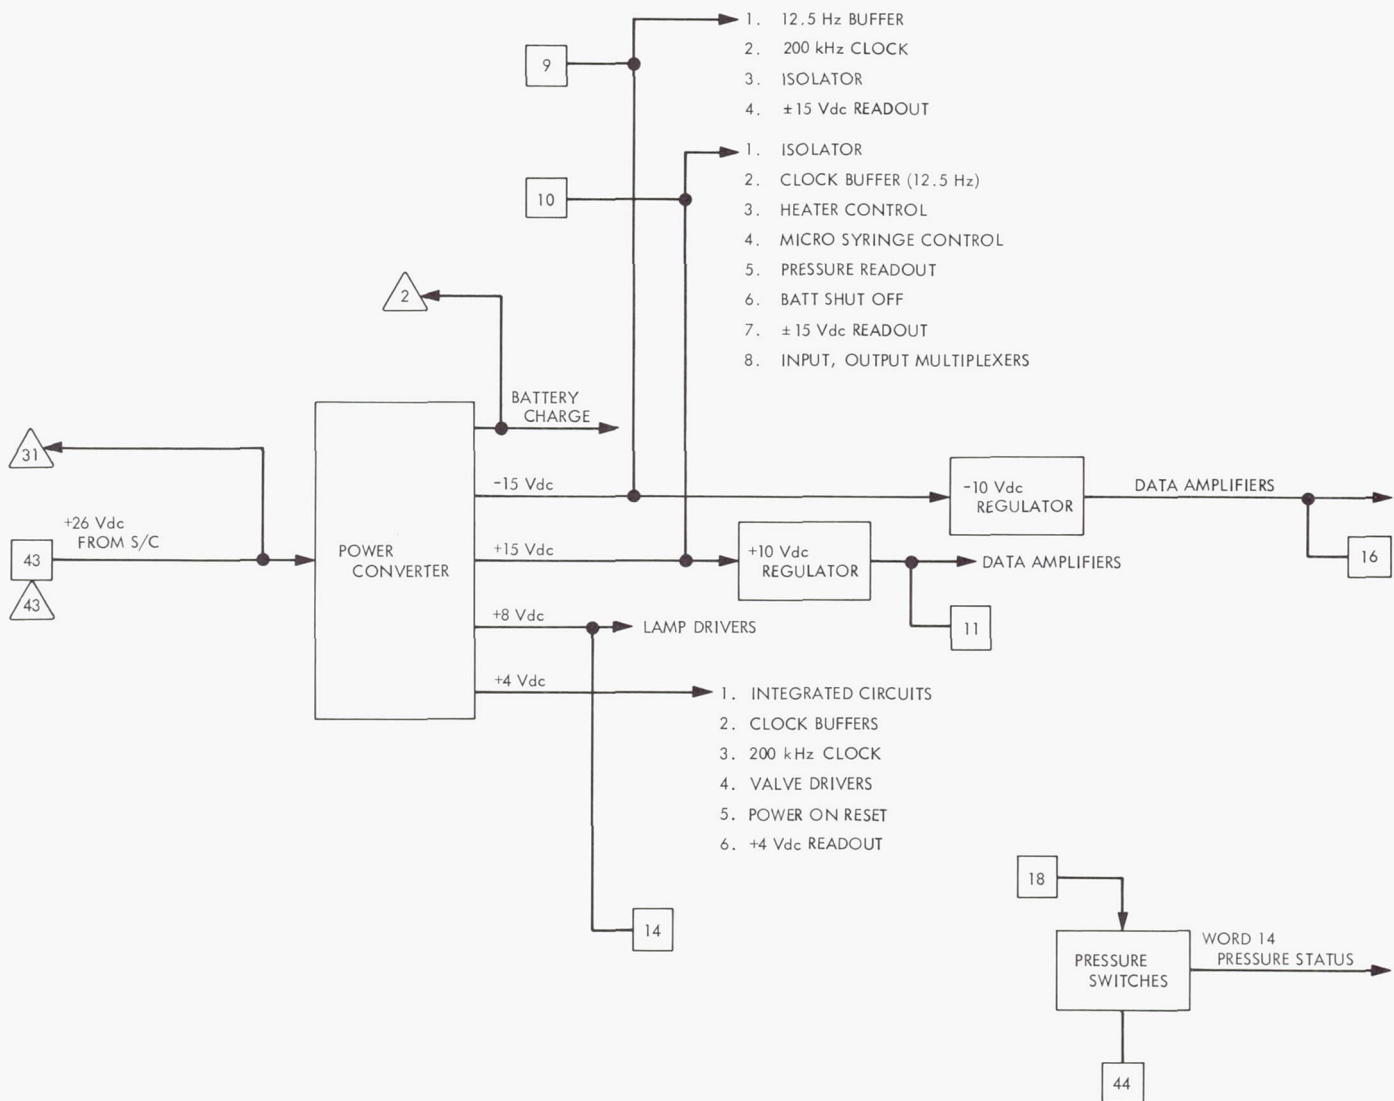 1. 12.5 Hz BUFFER
9
2. 200 kHz CLOCK
3. ISOLATOR
4. ±15 Vdc READOUT
1. ISOLATOR
10
2. CLOCK BUFFER (12.5 Hz)
3. HEATER CONTROL
4. MICRO SYRINGE CONTROL
5. PRESSURE READOUT
6. BATT SHUT OFF
7. ±15 Vdc READOUT
8. INPUT, OUTPUT MULTIPLEXERS
2
BATTERY
CHARGE
31
-15 Vdc
-10 Vdc
REGULATOR
DATA AMPLIFIERS
16
+26 Vdc
FROM S/C
43
43
POWER
CONVERTER
+15 Vdc
+10 Vdc
REGULATOR
DATA AMPLIFIERS
11
+8 Vdc
LAMP DRIVERS
+4 Vdc
1. INTEGRATED CIRCUITS
2. CLOCK BUFFERS
3. 200 kHz CLOCK
4. VALVE DRIVERS
5. POWER ON RESET
6. +4 Vdc READOUT
14
18
PRESSURE
SWITCHES
WORD 14
PRESSURE STATUS
44